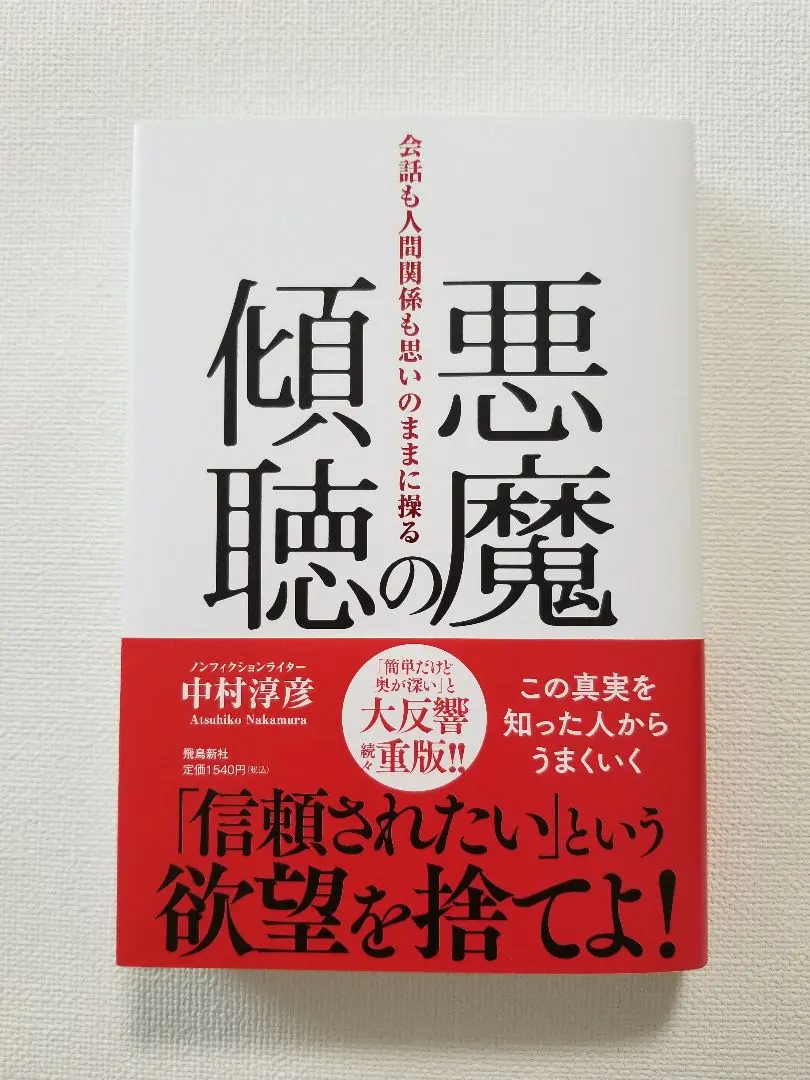 会話も人間関係も思いのままに操る
悪魔の
傾聴
ノンフィクションライター
中村淳彦
Atsuhiko Nakamura
飛鳥新社
定価1540円(税込)
「簡単だけど
奥が深い」と
大反響
続々重版!!
この真実を
知った人から
うまくいく
「信頼されたい」という
欲望を捨てよ!